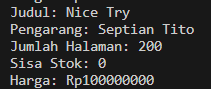 Judul: Nice Try
Pengarang: Septian Tito
Jumlah Halaman: 200
Sisa Stok: 0
Harga: Rp100000000